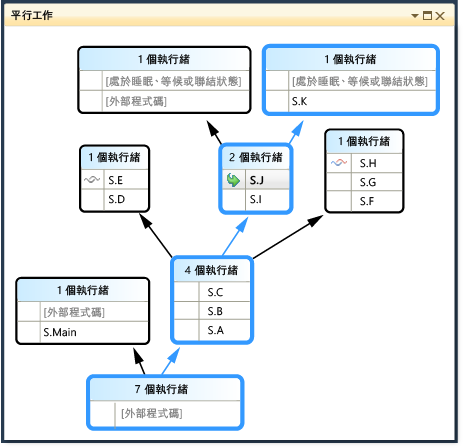 平行工作
1 個執行緒
[處於睡眠、等候或聯結狀態]
[外部程式碼]
1 個執行緒
[處於睡眠、等候或聯結狀態]
S.K
1 個執行緒
S.E
S.D
2 個執行緒
S.J
S.I
1 個執行緒
S.H
S.G
S.F
4 個執行緒
S.C
S.B
S.A
1 個執行緒
[外部程式碼]
S.Main
7 個執行緒
[外部程式碼]